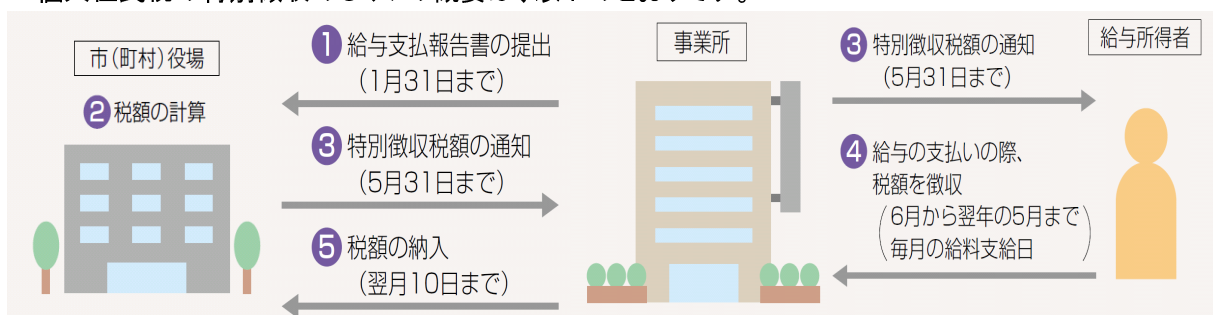 市(町村)役場
❷税額の計算
❶給与支払報告書の提出
(1月31日まで)
❸特別徴収税額の通知
(5月31日まで)
❺税額の納入
(翌月10日まで)
事業所
❸特別徴収税額の通知
(5月31日まで)
給与所得者
❹給与の支払いの際、
税額を徴収
(6月から翌年の5月まで
毎月の給料支給日)